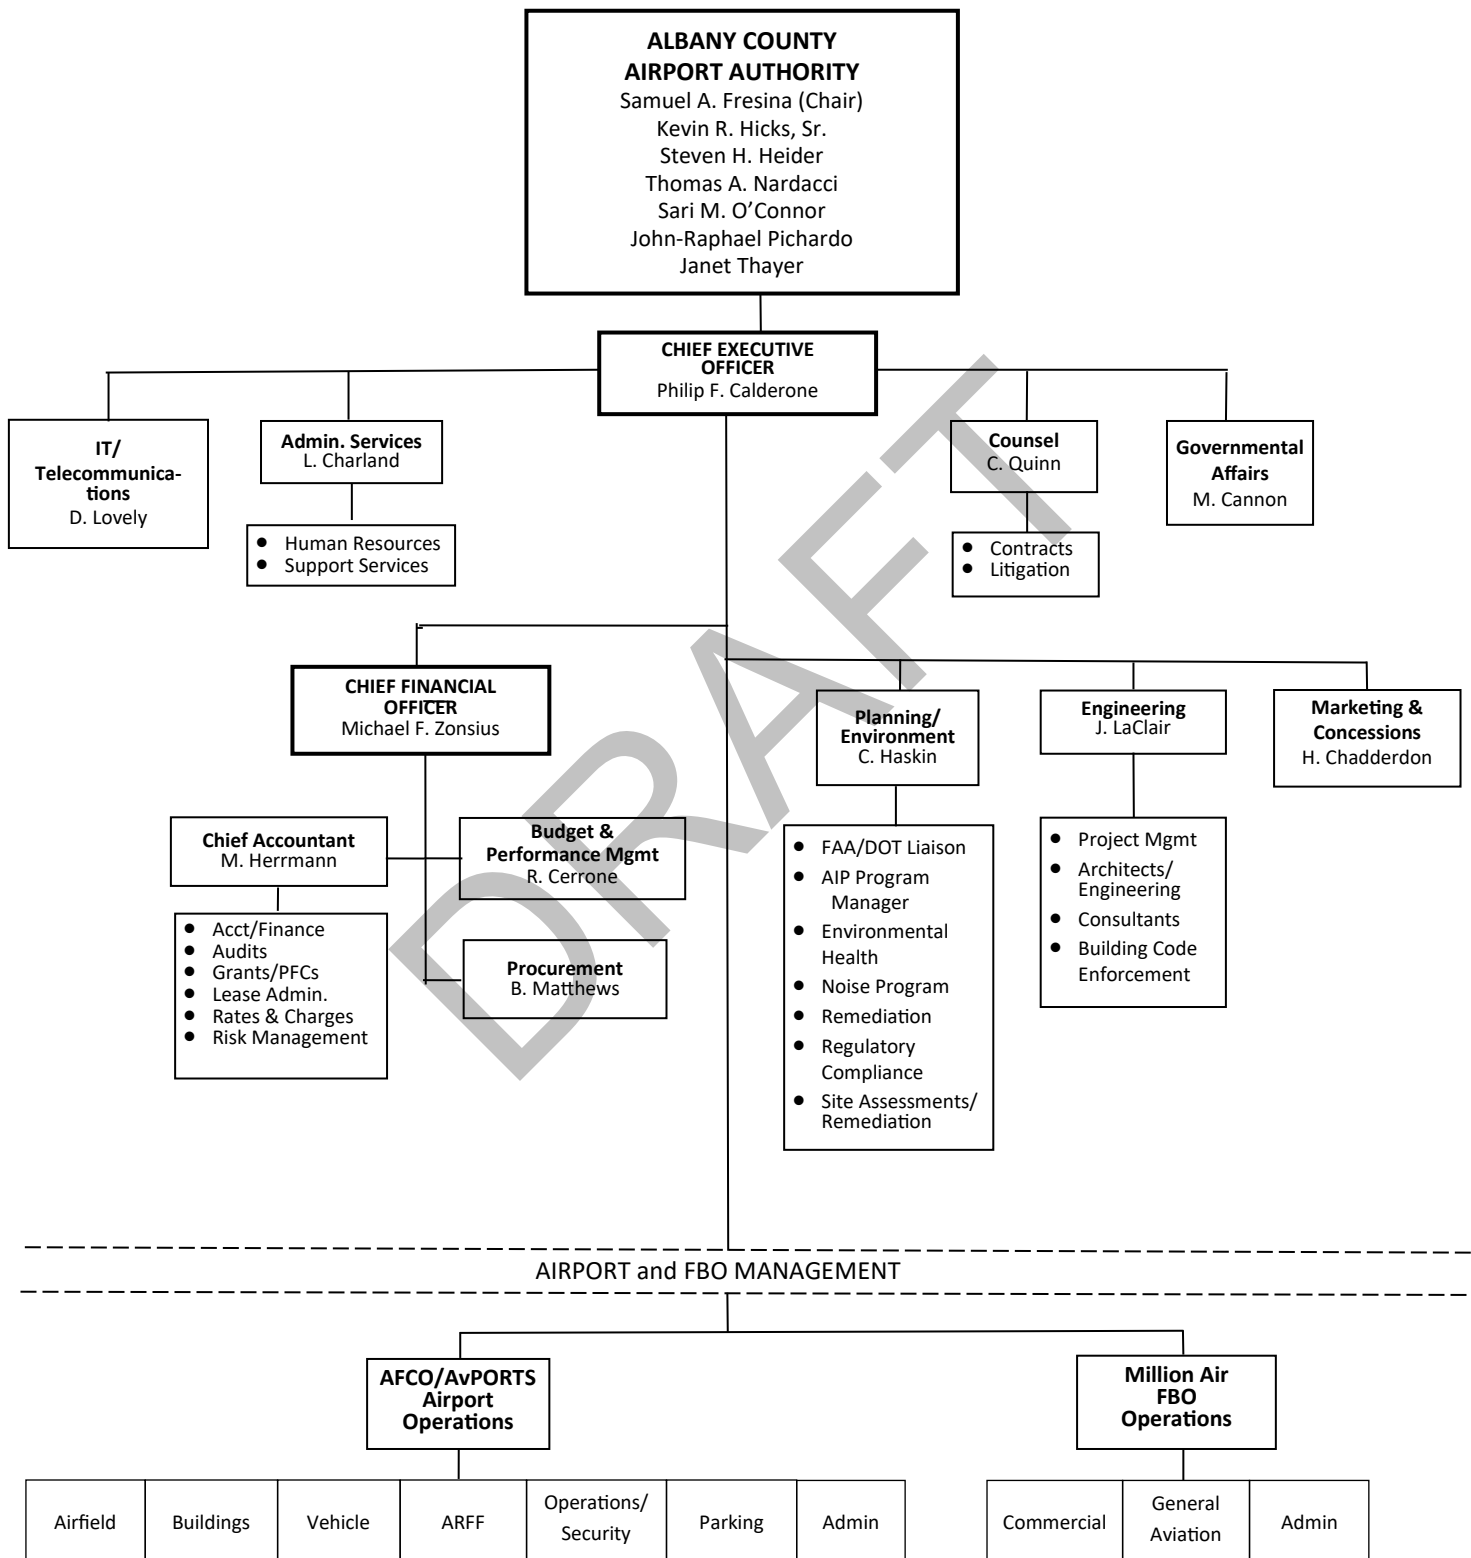 ALBANY COUNTY
AIRPORT AUTHORITY
Samuel A. Fresina (Chair)
Kevin R. Hicks, Sr.
Steven H. Heider
Thomas A. Nardacci
Sari M. O’Connor
John-Raphael Pichardo
Janet Thayer
CHIEF EXECUTIVE
OFFICER
Philip F. Calderone
IT/
Telecommunica-
tions
D. Lovely
Admin. Services
L. Charland
● Human Resources
● Support Services
Counsel
C. Quinn
● Contracts
● Litigation
Governmental
Affairs
M. Cannon
CHIEF FINANCIAL
OFFICER
Michael F. Zonsius
Chief Accountant
M. Herrmann
● Acct/Finance
● Audits
● Grants/PFCs
● Lease Admin.
● Rates & Charges
● Risk Management
Budget &
Performance Mgmt
R. Cerrone
Procurement
B. Matthews
Planning/
Environment
C. Haskin
● FAA/DOT Liaison
● AIP Program
Manager
● Environmental
Health
● Noise Program
● Remediation
● Regulatory
Compliance
● Site Assessments/
Remediation
Engineering
J. LaClair
● Project Mgmt
● Architects/
Engineering
● Consultants
● Building Code
Enforcement
Marketing &
Concessions
H. Chadderdon
DRAFT
AIRPORT and FBO MANAGEMENT
AFCO/AvPORTS
Airport
Operations
Airfield
Buildings
Vehicle
ARFF
Operations/
Security
Parking
Admin
Million Air
FBO
Operations
Commercial
General
Aviation
Admin